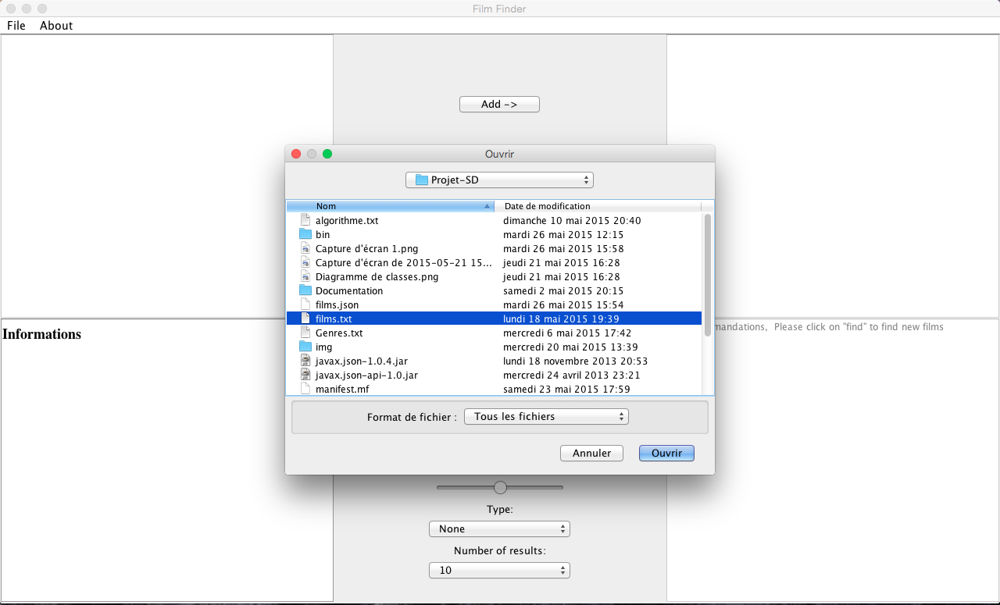 Film Finder
File About
Add ->
Ouvrir
Projet-SD
Nom Date de modification
algorithme.txt dimanche 10 mai 2015 20:40
bin mardi 26 mai 2015 12:15
Capture d'écran 1.png mardi 26 mai 2015 15:58
Capture d'écran de 2015-05-21 15... jeudi 21 mai 2015 16:28
Diagramme de classes.png jeudi 21 mai 2015 16:28
Documentation samedi 2 mai 2015 20:15
films.json mardi 26 mai 2015 15:54
films.txt lundi 18 mai 2015 19:39
Genres.txt mercredi 6 mai 2015 17:42
img mercredi 20 mai 2015 13:39
javax.json-1.0.4.jar lundi 18 novembre 2013 20:53
javax.json-api-1.0.jar mercredi 24 avril 2013 23:21
manifest.mf samedi 23 mai 2015 17:59
Format de fichier : Tous les fichiers
Annuler Ouvrir
Informations
mandations, Please click on "find" to find new films
Type:
None
Number of results:
10